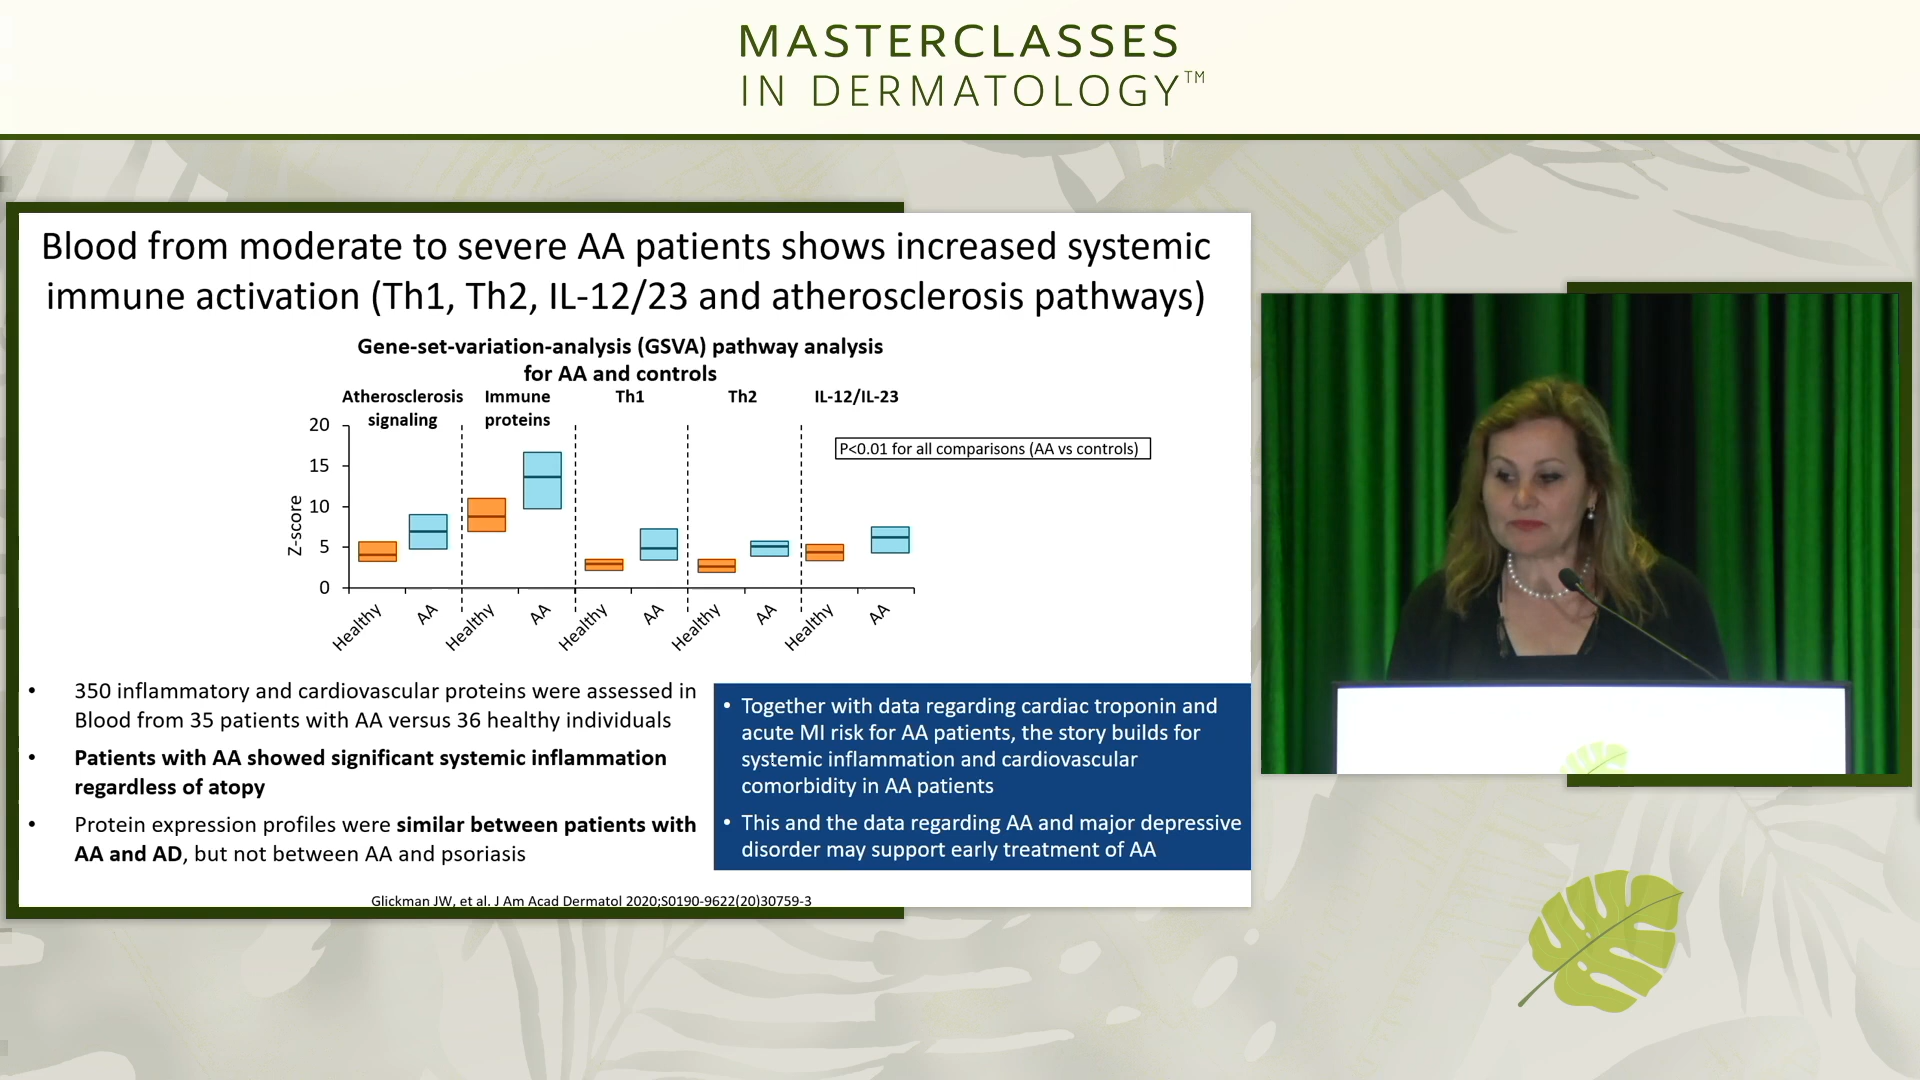 MASTERCLASSES
IN DERMATOLOGY™
Blood from moderate to severe AA patients shows increased systemic
immune activation (Th1, Th2, IL-12/23 and atherosclerosis pathways)
Gene-set-variation-analysis (GSVA) pathway analysis
for AA and controls
Atherosclerosis signaling
Immune proteins
Th1
Th2
IL-12/IL-23
P<0.01 for all comparisons (AA vs controls)
Z-score
20
15
10
5
0
Healthy
AA
Healthy
AA
Healthy
AA
Healthy
AA
Healthy
AA
• 350 inflammatory and cardiovascular proteins were assessed in
Blood from 35 patients with AA versus 36 healthy individuals
• Patients with AA showed significant systemic inflammation
regardless of atopy
• Protein expression profiles were similar between patients with
AA and AD, but not between AA and psoriasis
• Together with data regarding cardiac troponin and
acute MI risk for AA patients, the story builds for
systemic inflammation and cardiovascular
comorbidity in AA patients
• This and the data regarding AA and major depressive
disorder may support early treatment of AA
Glickman JW, et al. J Am Acad Dermatol 2020;S0190-9622(20)30759-3